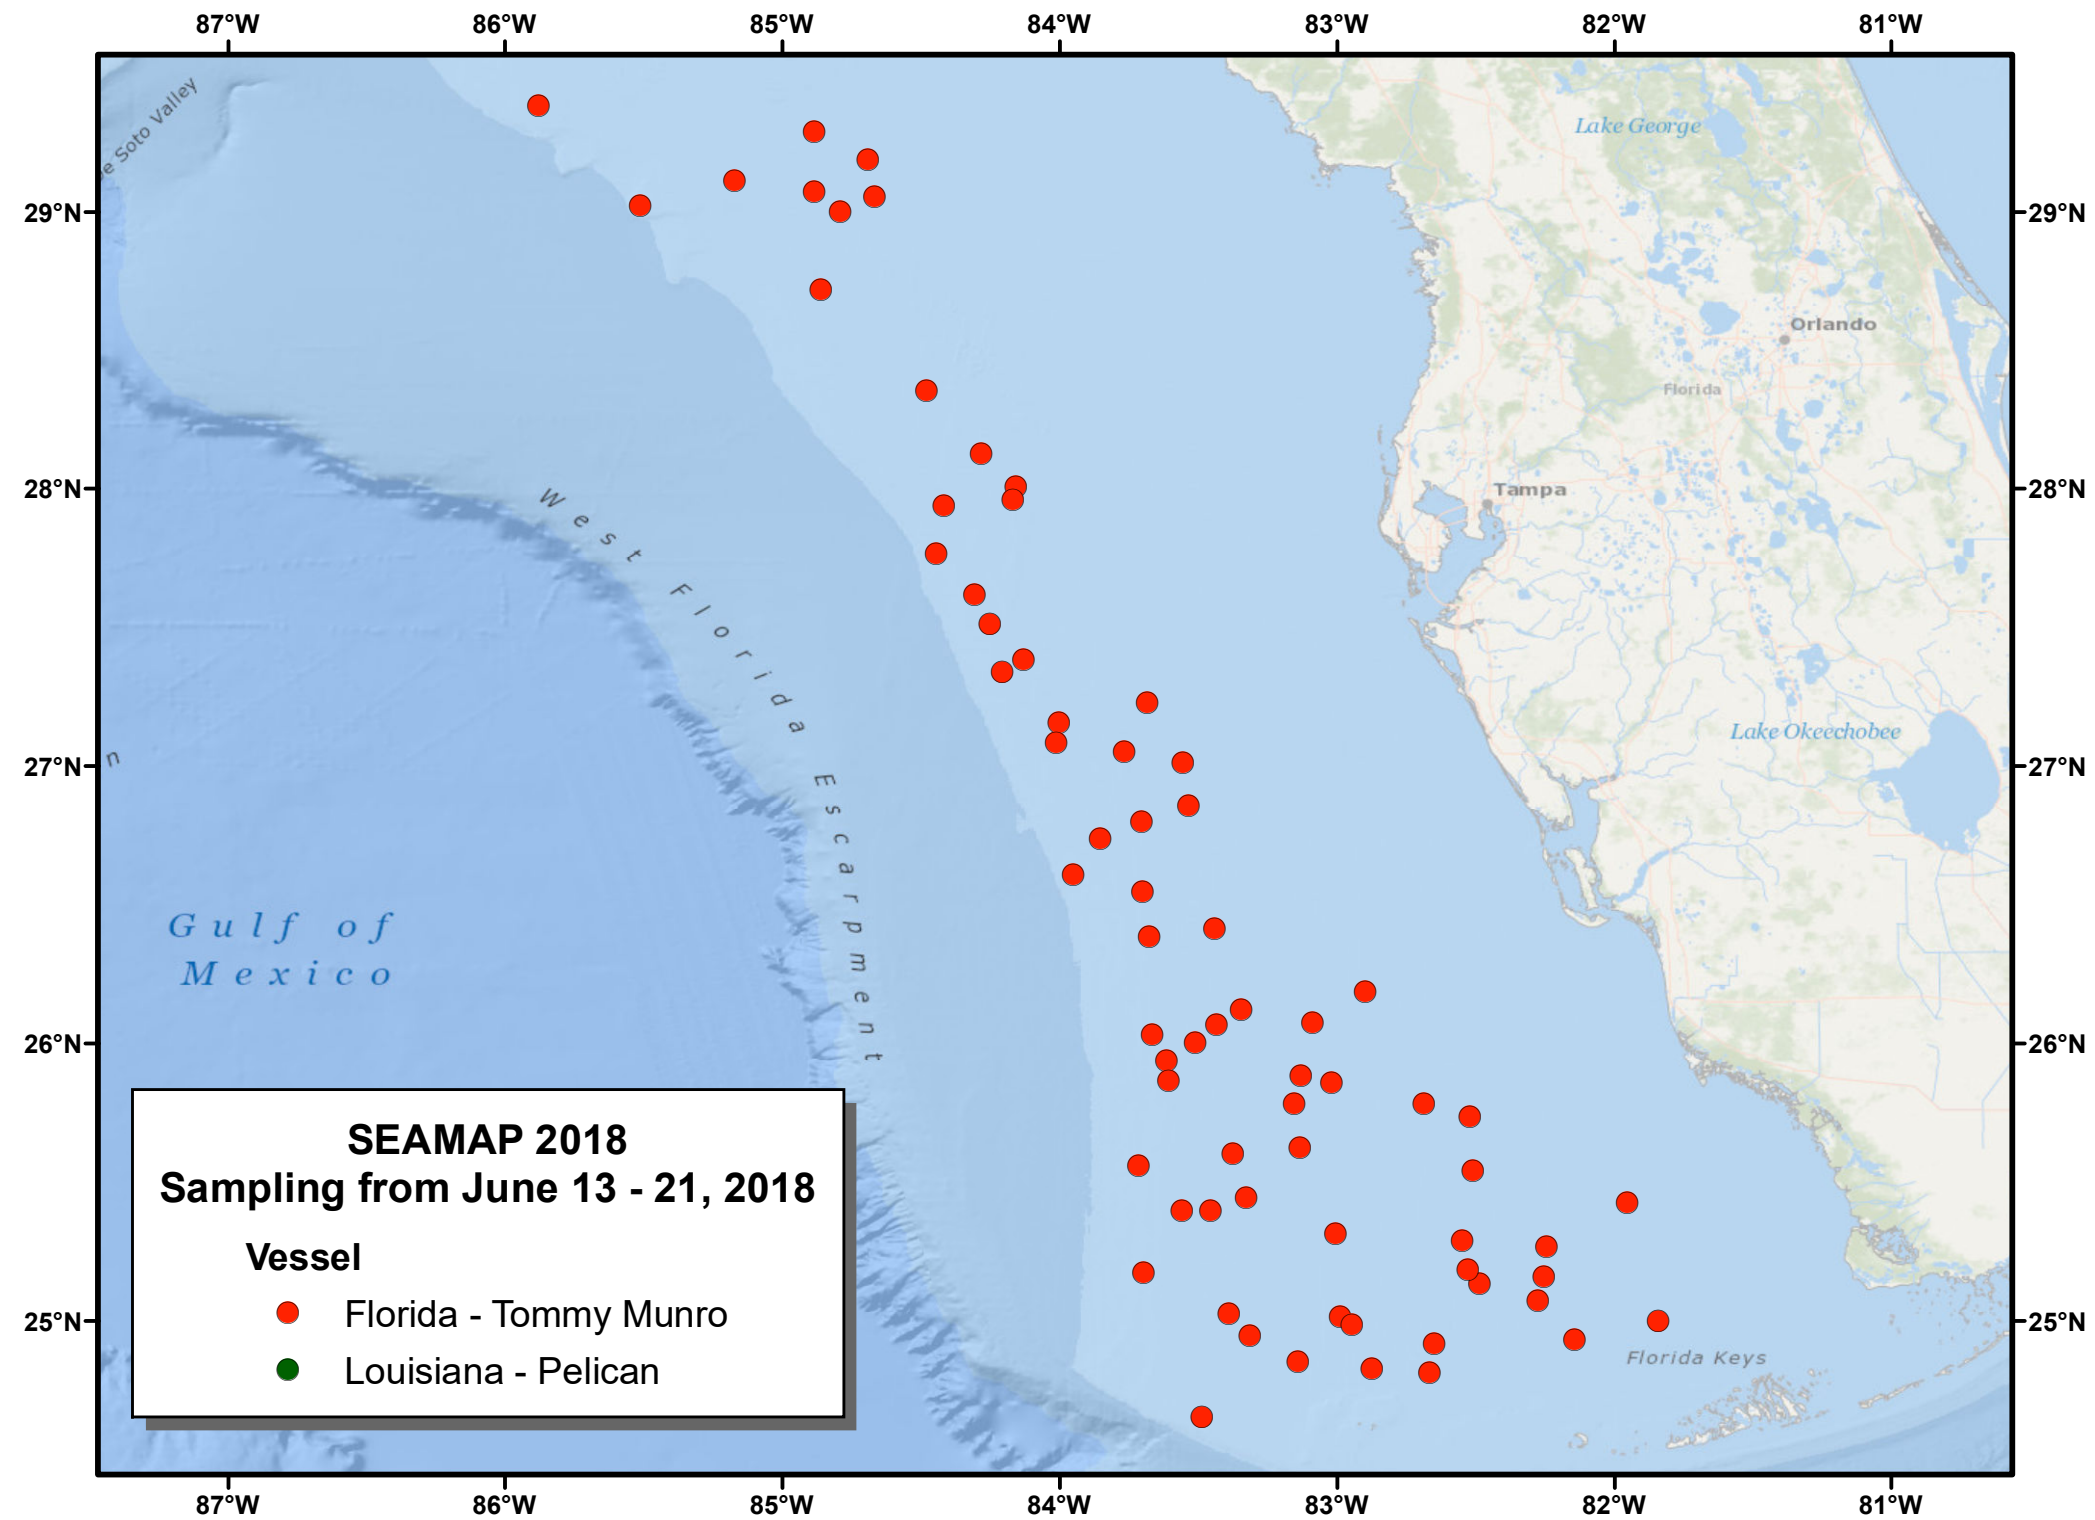 87°W 86°W 85°W 84°W 83°W 82°W 81°W
e Soto Valley
Lake George
29°N 29°N
Orlando
Florida
28°N 28°N
Tampa
West Florida Escarpment
Lake Okeechobee
27°N 27°N
n
Gulf of
Mexico
26°N 26°N
SEAMAP 2018
Sampling from June 13 - 21, 2018
Vessel
Florida - Tommy Munro
Louisiana - Pelican
25°N 25°N
Florida Keys
87°W 86°W 85°W 84°W 83°W 82°W 81°W